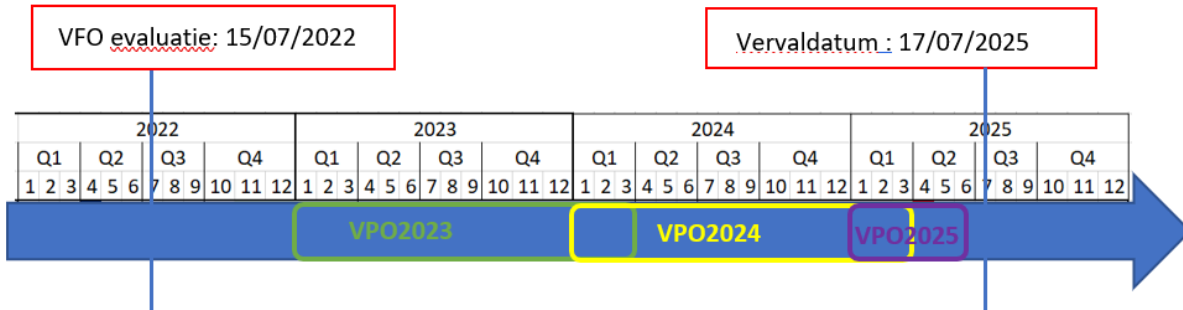 VFO evaluatie: 15/07/2022
Vervaldatum : 17/07/2025
2022 2023 2024 2025
Q1 Q2 Q3 Q4 Q1 Q2 Q3 Q4 Q1 Q2 Q3 Q4 Q1 Q2 Q3 Q4
1 2 3 4 5 6 7 8 9 10 11 12 1 2 3 4 5 6 7 8 9 10 11 12 1 2 3 4 5 6 7 8 9 10 11 12 1 2 3 4 5 6 7 8 9 10 11 12
VPO2023 VPO2024 VPO2025